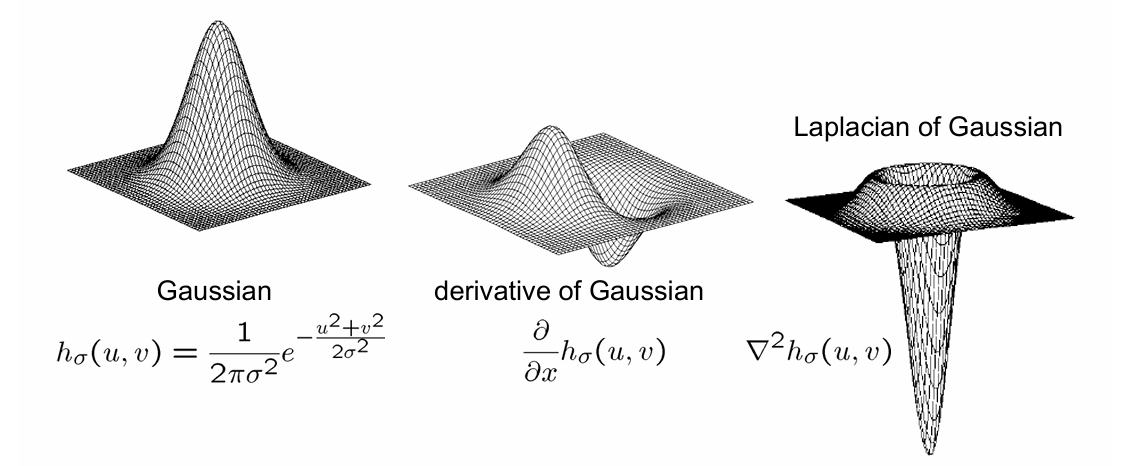 Laplacian of Gaussian
Gaussian
derivative of Gaussian
hσ(u, v) = 1/(2πσ²) e^(−(u²+v²)/(2σ²))
∂/∂x hσ(u, v)
∇²hσ(u, v)